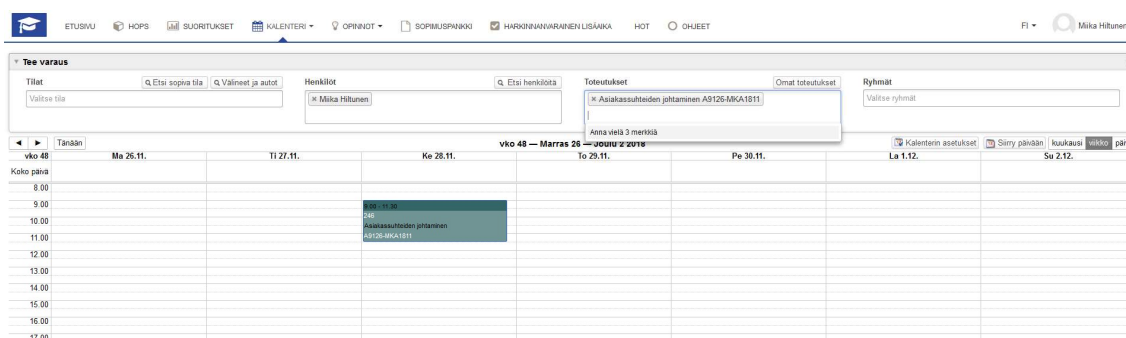 ETUSIVU HOPS SUORITUKSET KALENTERI OPINNOT SOPIMUSPANKKI HARKINNANVARAINEN LISÄAIKA HOT OHJEET FI Miika Hiltunen
Tee varaus
Tilat Etsi sopiva tila Välineet ja autot Henkilöt Etsi henkilöitä Toteutukset Omat toteutukset Ryhmät
Valitse tila × Miika Hiltunen × Asiakassuhteiden johtaminen A9126-MKA1811 Valitse ryhmät
Anna vielä 3 merkkiä
Tänään vko 48 — Marras 26 — Joulu 2 2018 Kalenterin asetukset Siirry päivään kuukausi viikko päi
vko 48 Ma 26.11. Ti 27.11. Ke 28.11. To 29.11. Pe 30.11. La 1.12. Su 2.12.
Koko päivä
8.00
9.00 9.00 - 11.30
246
10.00 Asiakassuhteiden johtaminen
11.00 A9126-MKA1811
12.00
13.00
14.00
15.00
16.00
17.00